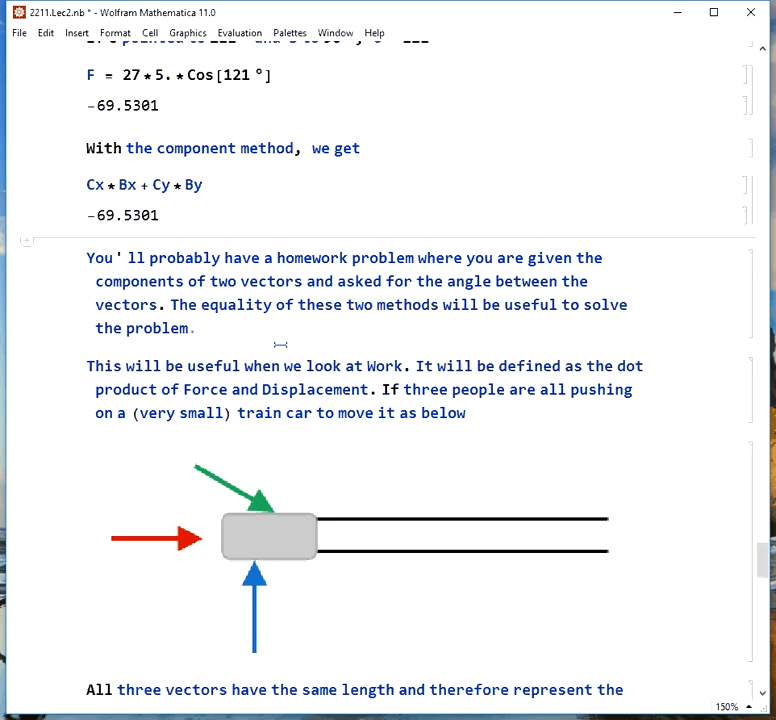 2211.Lec2.nb * - Wolfram Mathematica 11.0
File Edit Insert Format Cell Graphics Evaluation Palettes Window Help
F = 27*5.*Cos[121 °]
-69.5301
With the component method, we get
Cx*Bx + Cy*By
-69.5301
You'll probably have a homework problem where you are given the
components of two vectors and asked for the angle between the
vectors. The equality of these two methods will be useful to solve
the problem.
This will be useful when we look at Work. It will be defined as the dot
product of Force and Displacement. If three people are all pushing
on a (very small) train car to move it as below
All three vectors have the same length and therefore represent the
150%